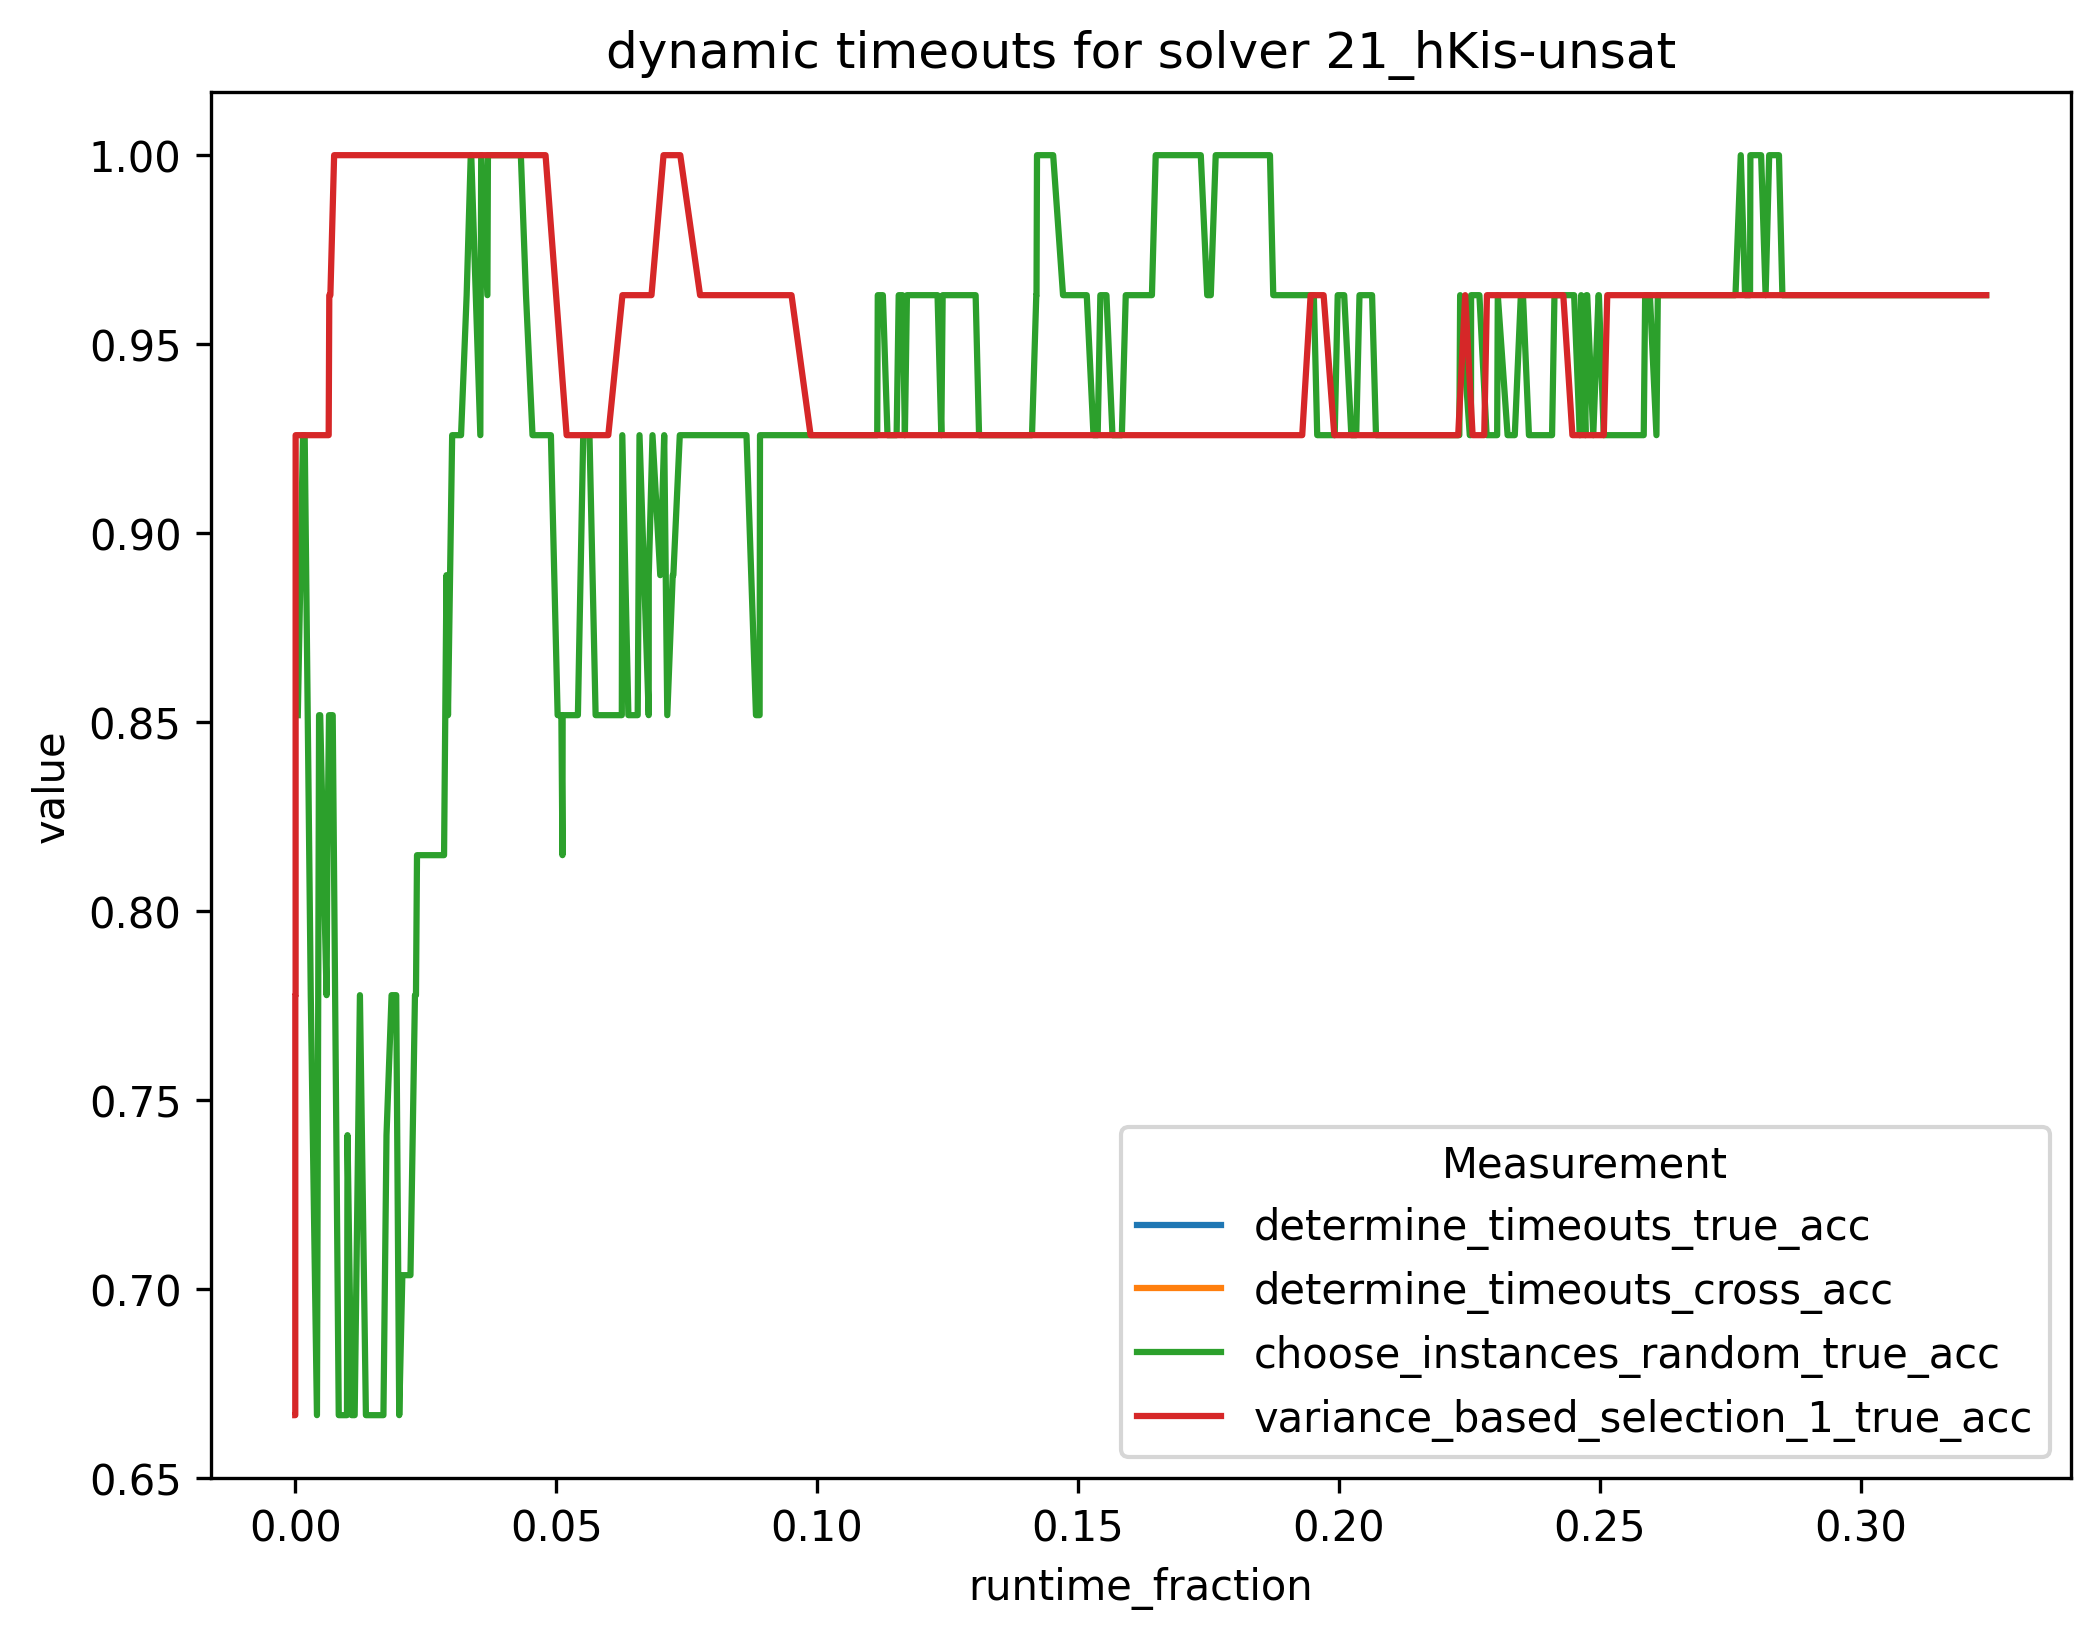 dynamic timeouts for solver 21_hKis-unsat
1.00
0.95
0.90
0.85
0.80
0.75
0.70
0.65
value
0.00 0.05 0.10 0.15 0.20 0.25 0.30
runtime_fraction
Measurement
determine_timeouts_true_acc
determine_timeouts_cross_acc
choose_instances_random_true_acc
variance_based_selection_1_true_acc